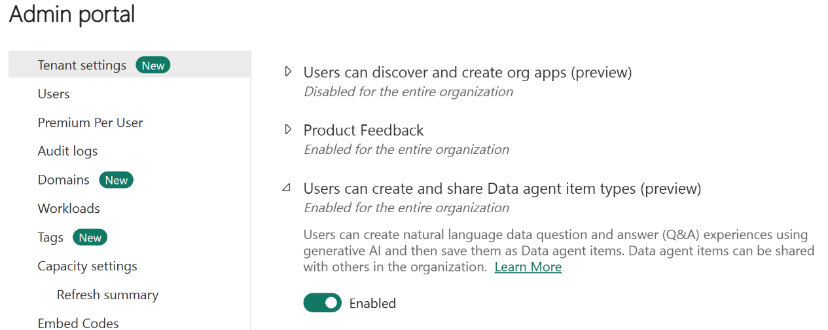 Admin portal
Tenant settings New
Users
Premium Per User
Audit logs
Domains New
Workloads
Tags New
Capacity settings
Refresh summary
Embed Codes
Users can discover and create org apps (preview)
Disabled for the entire organization
Product Feedback
Enabled for the entire organization
Users can create and share Data agent item types (preview)
Enabled for the entire organization
Users can create natural language data question and answer (Q&A) experiences using
generative AI and then save them as Data agent items. Data agent items can be shared
with others in the organization. Learn More
Enabled